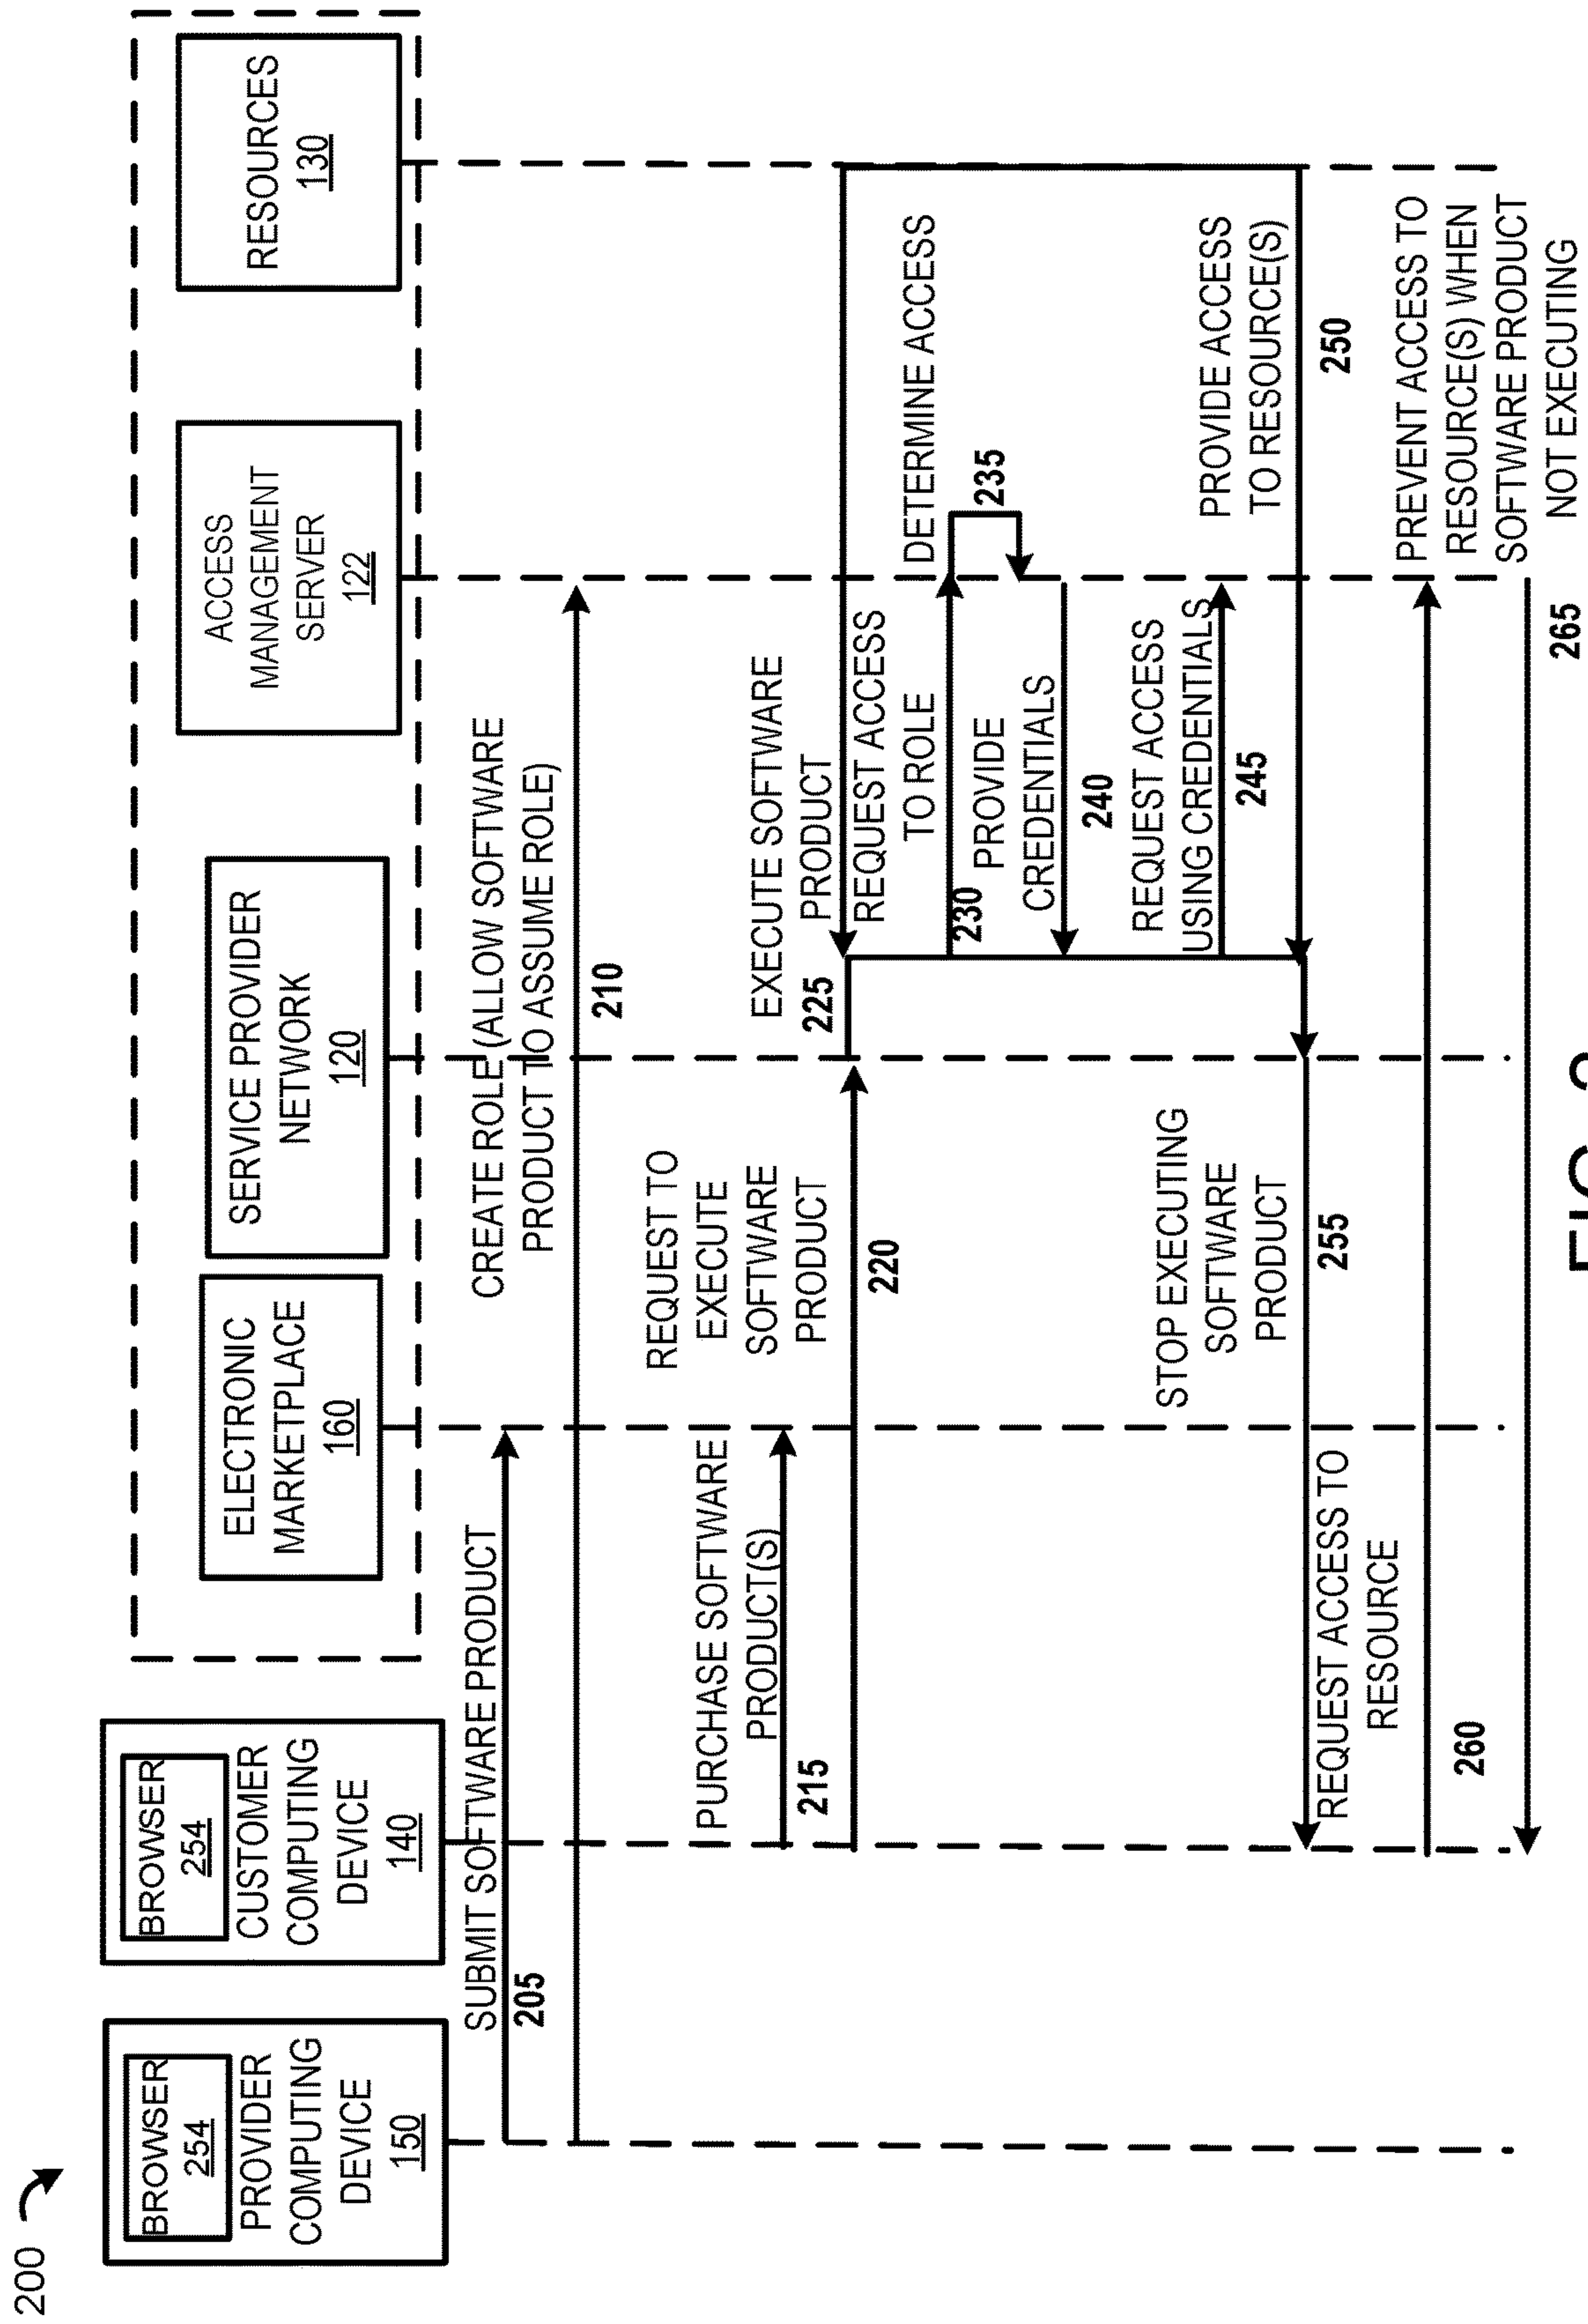 200
BROWSER
254
PROVIDER
COMPUTING
DEVICE
150
BROWSER
254
CUSTOMER
COMPUTING
DEVICE
140
ELECTRONIC
MARKETPLACE
160
SERVICE PROVIDER
NETWORK
120
ACCESS
MANAGEMENT
SERVER
122
RESOURCES
130
SUBMIT SOFTWARE PRODUCT
205
CREATE ROLE (ALLOW SOFTWARE
PRODUCT TO ASSUME ROLE)
210
PURCHASE SOFTWARE
PRODUCT(S)
215
REQUEST TO
EXECUTE
SOFTWARE
PRODUCT
220
EXECUTE SOFTWARE
PRODUCT
225
REQUEST ACCESS
TO ROLE
230
DETERMINE ACCESS
235
PROVIDE
CREDENTIALS
240
REQUEST ACCESS
USING CREDENTIALS
245
PROVIDE ACCESS
TO RESOURCE(S)
250
STOP EXECUTING
SOFTWARE
PRODUCT
255
REQUEST ACCESS TO
RESOURCE
260
PREVENT ACCESS TO
RESOURCE(S) WHEN
SOFTWARE PRODUCT
NOT EXECUTING
265